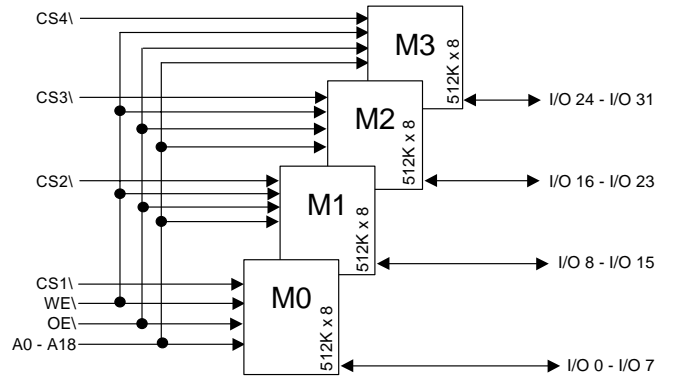 CS4\
M3
512K x 8
CS3\
I/O 24 - I/O 31
M2
512K x 8
CS2\
I/O 16 - I/O 23
M1
512K x 8
I/O 8 - I/O 15
CS1\
M0
WE\
OE\
A0 - A18
512K x 8
I/O 0 - I/O 7